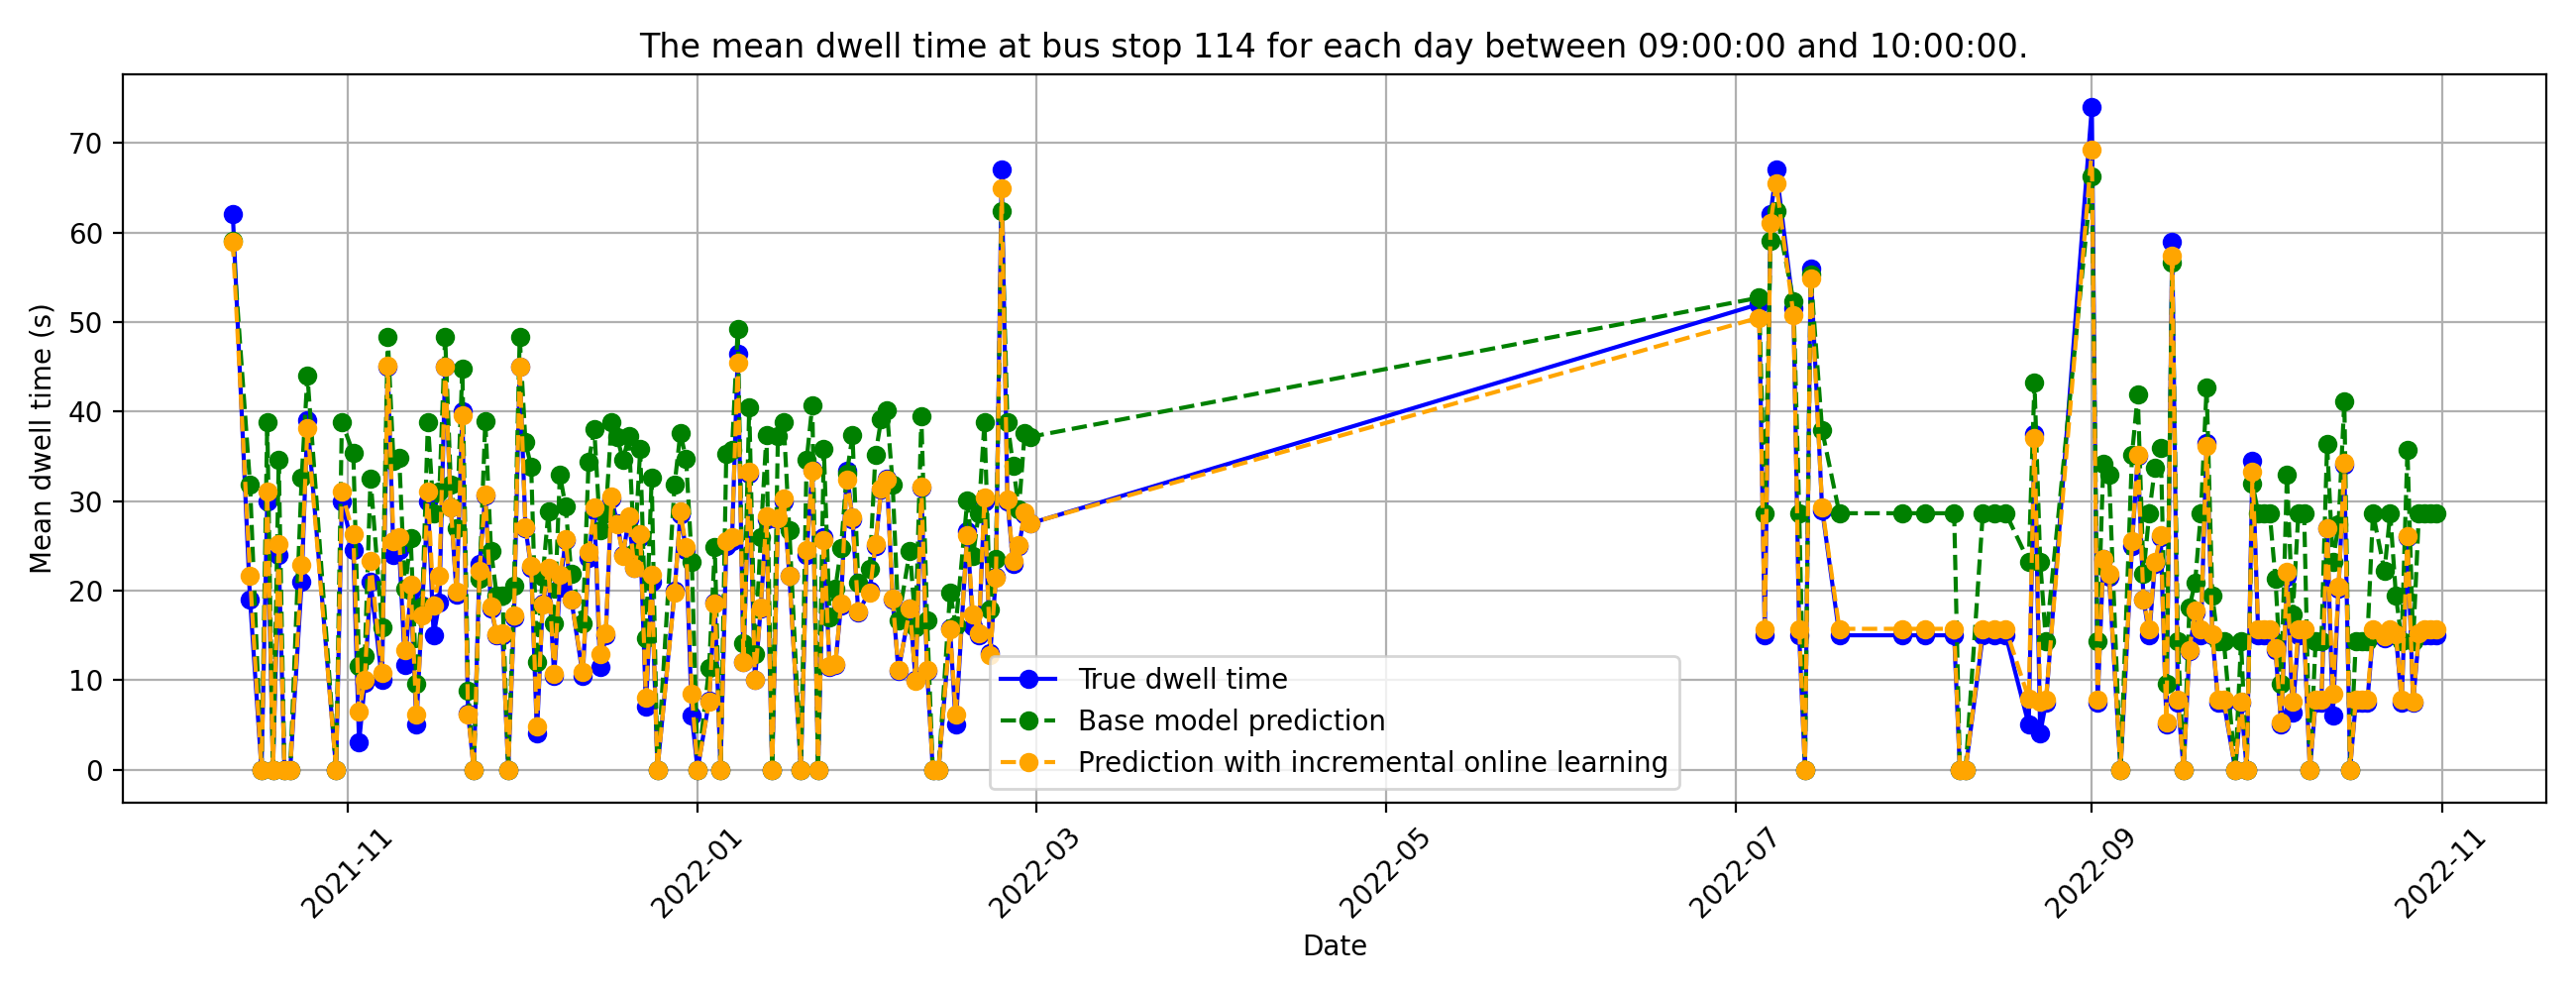 The mean dwell time at bus stop 114 for each day between 09:00:00 and 10:00:00.
Mean dwell time (s)
70
60
50
40
30
20
10
0
True dwell time
Base model prediction
Prediction with incremental online learning
2021-11
2022-01
2022-03
2022-05
2022-07
2022-09
2022-11
Date